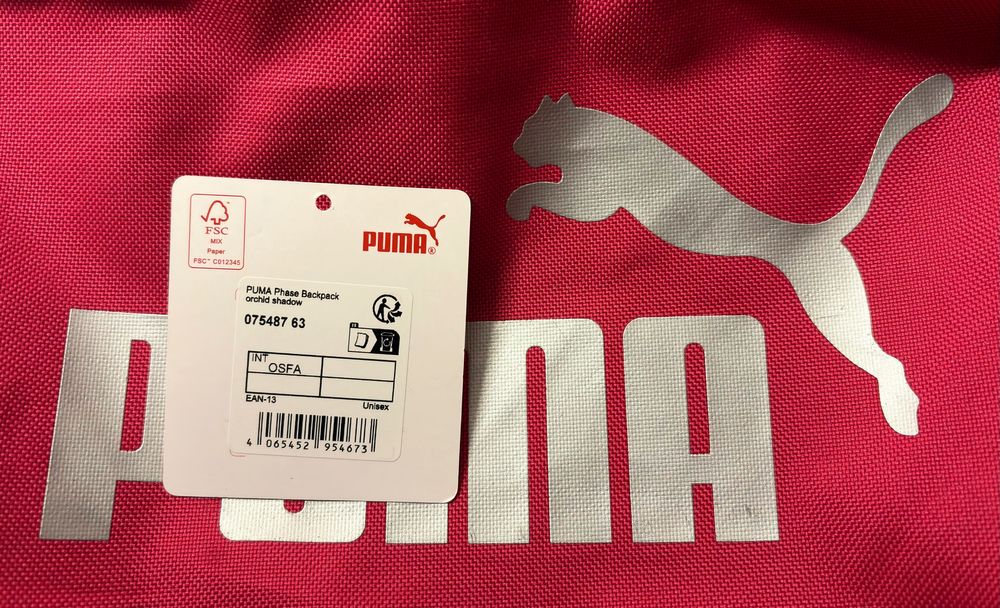 FSC
MIX
Paper
FSC™ C012345
PUMA®
PUMA Phase Backpack
orchid shadow
075487 63
INT
OSFA
EAN-13
Unisex
4 065452 954673
PUMA